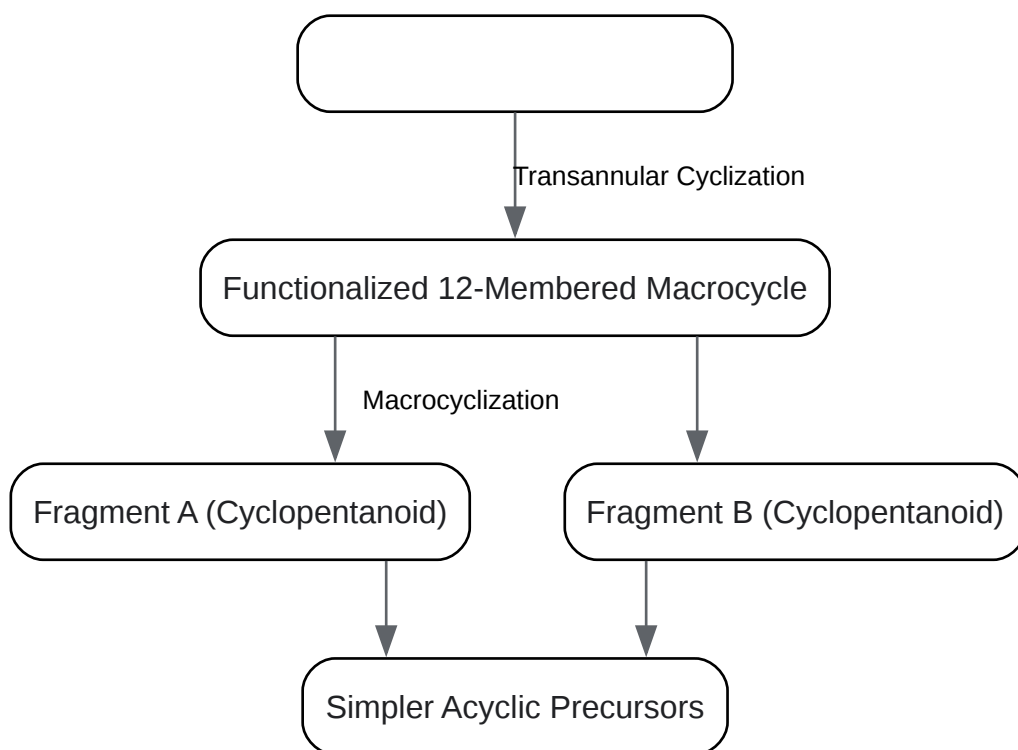 Transannular Cyclization
Functionalized 12-Membered Macrocycle
Macrocyclization
Fragment A (Cyclopentanoid)
Fragment B (Cyclopentanoid)
Simpler Acyclic Precursors